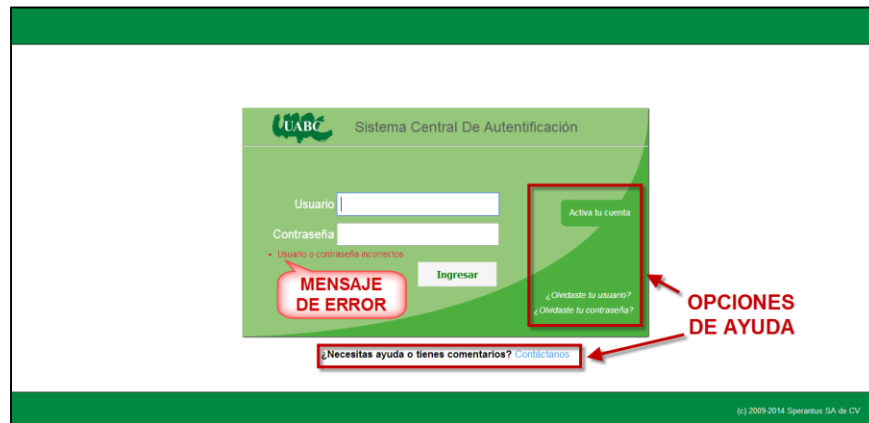 UABC
Sistema Central De Autentificación
Usuario
Contraseña
• Usuario o contraseña incorrectos
Ingresar
MENSAJE
DE ERROR
Activa tu cuenta
¿Olvidaste tu usuario?
¿Olvidaste tu contraseña?
OPCIONES
DE AYUDA
¿Necesitas ayuda o tienes comentarios? Contáctanos
(c) 2009-2014 Sperantus SA de CV